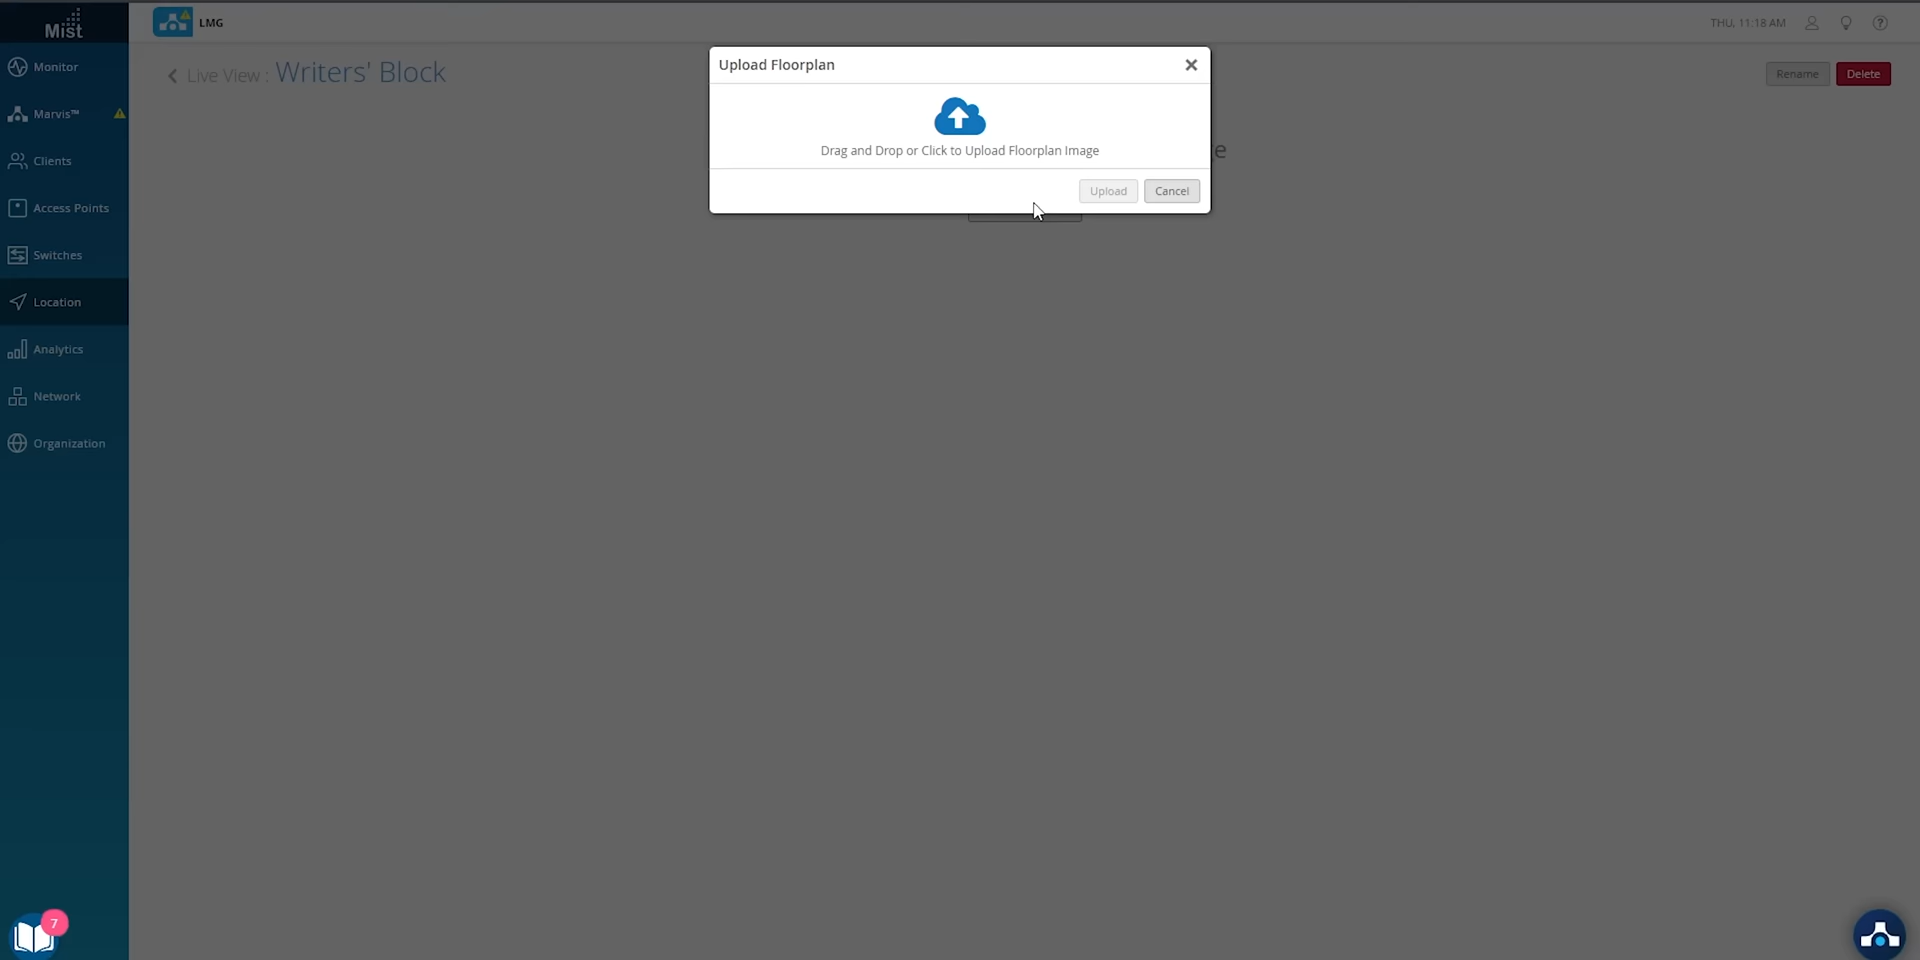 Mist
LMG
THU, 11:18 AM
Monitor
Marvis™
Clients
Access Points
Switches
Location
Analytics
Network
Organization
7
Live View : Writers' Block
Rename
Delete
Upload Floorplan
Drag and Drop or Click to Upload Floorplan Image
Upload
Cancel